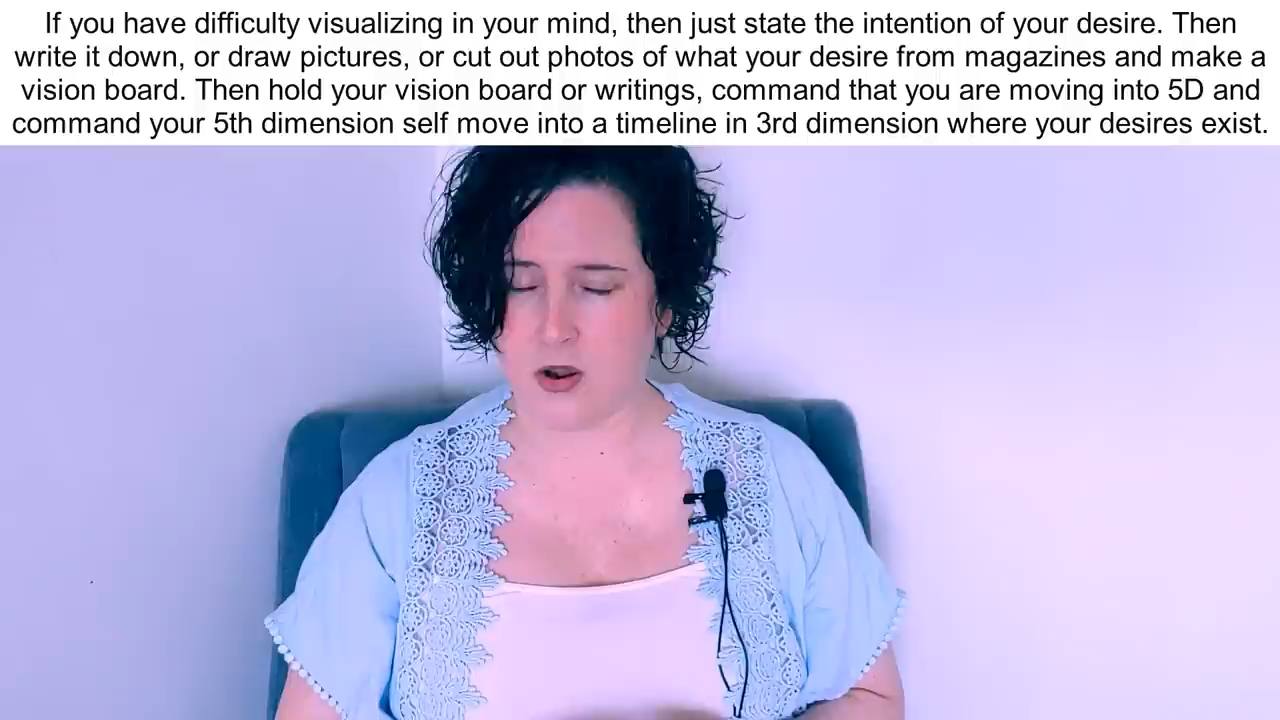 If you have difficulty visualizing in your mind, then just state the intention of your desire. Then
write it down, or draw pictures, or cut out photos of what your desire from magazines and make a
vision board. Then hold your vision board or writings, command that you are moving into 5D and
command your 5th dimension self move into a timeline in 3rd dimension where your desires exist.